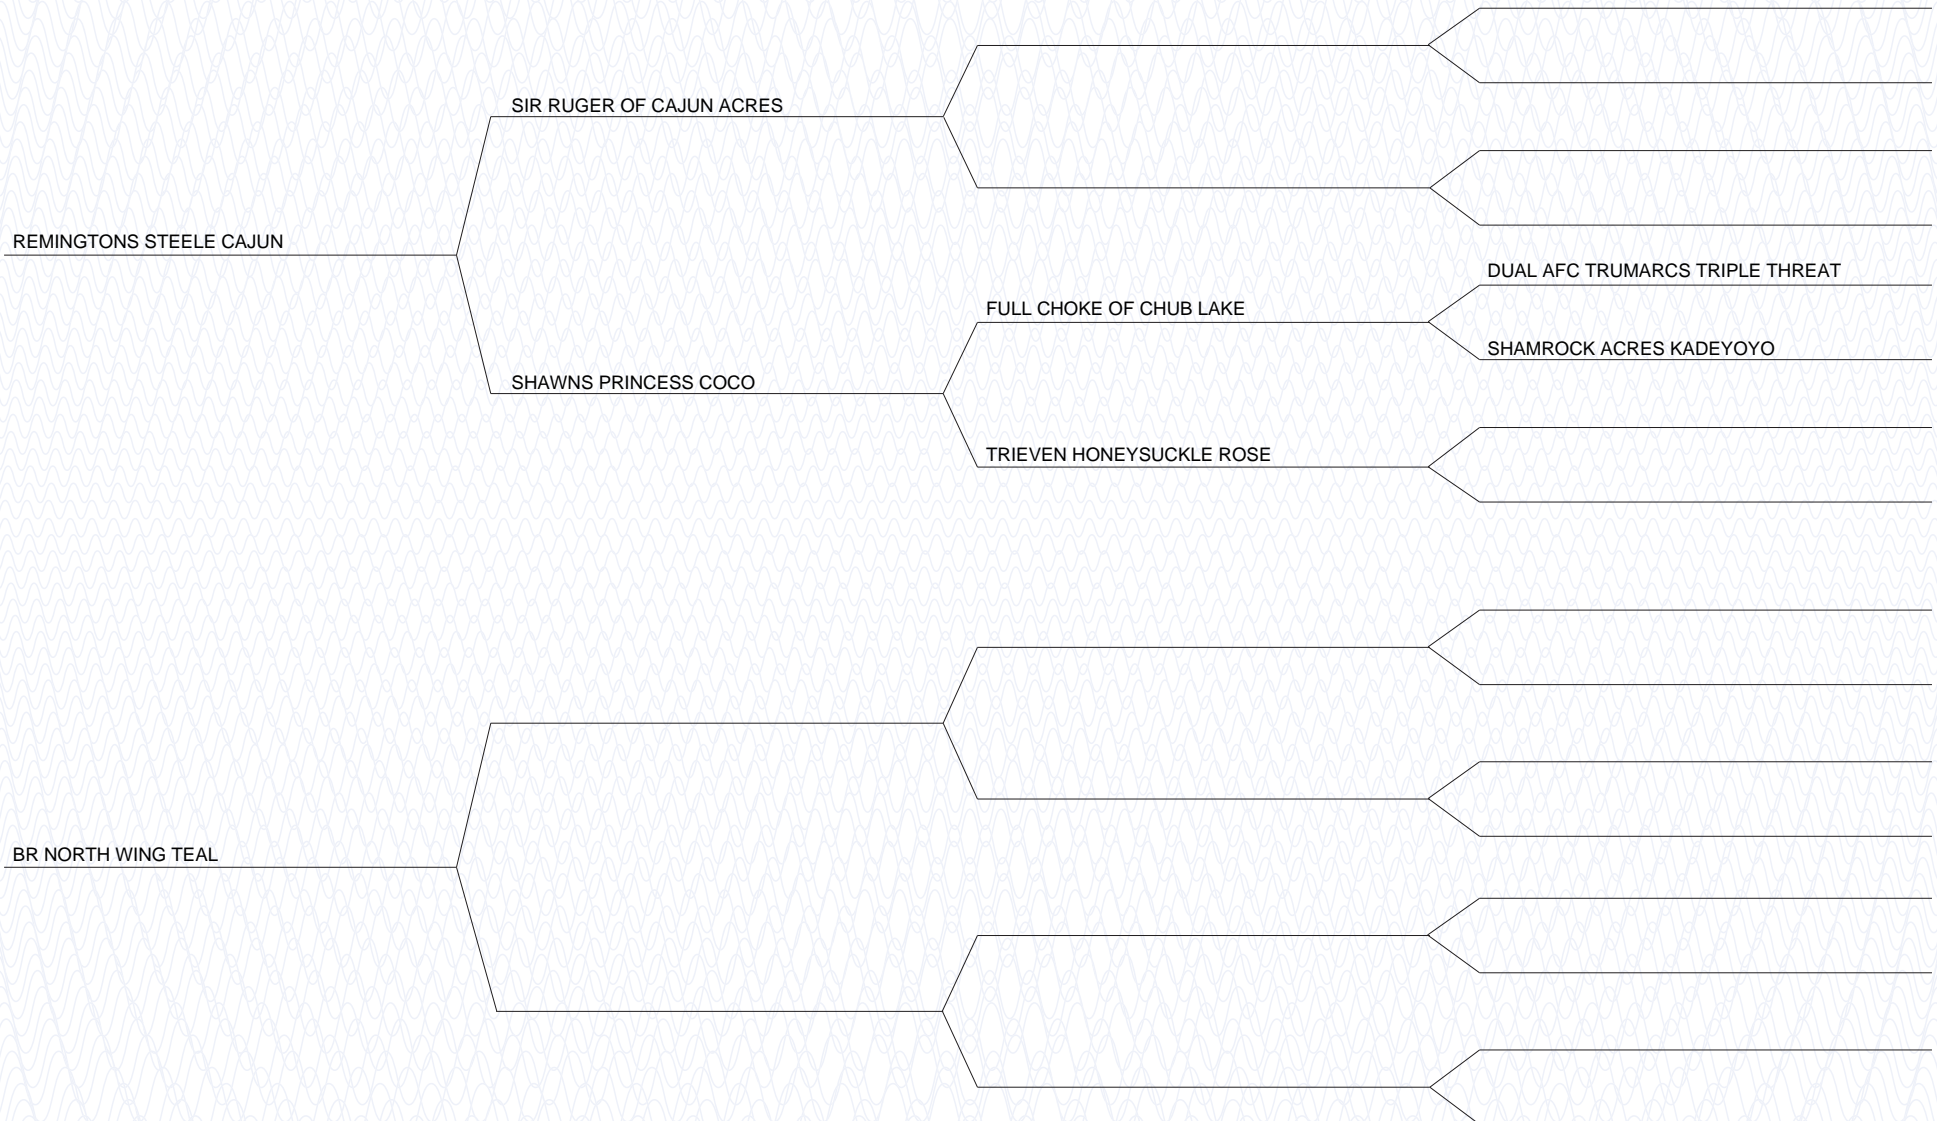 SIR RUGER OF CAJUN ACRES
REMINGTONS STEELE CAJUN
DUAL AFC TRUMARCS TRIPLE THREAT
FULL CHOKE OF CHUB LAKE
SHAMROCK ACRES KADEYOYO
SHAWNS PRINCESS COCO
TRIEVEN HONEYSUCKLE ROSE
BR NORTH WING TEAL